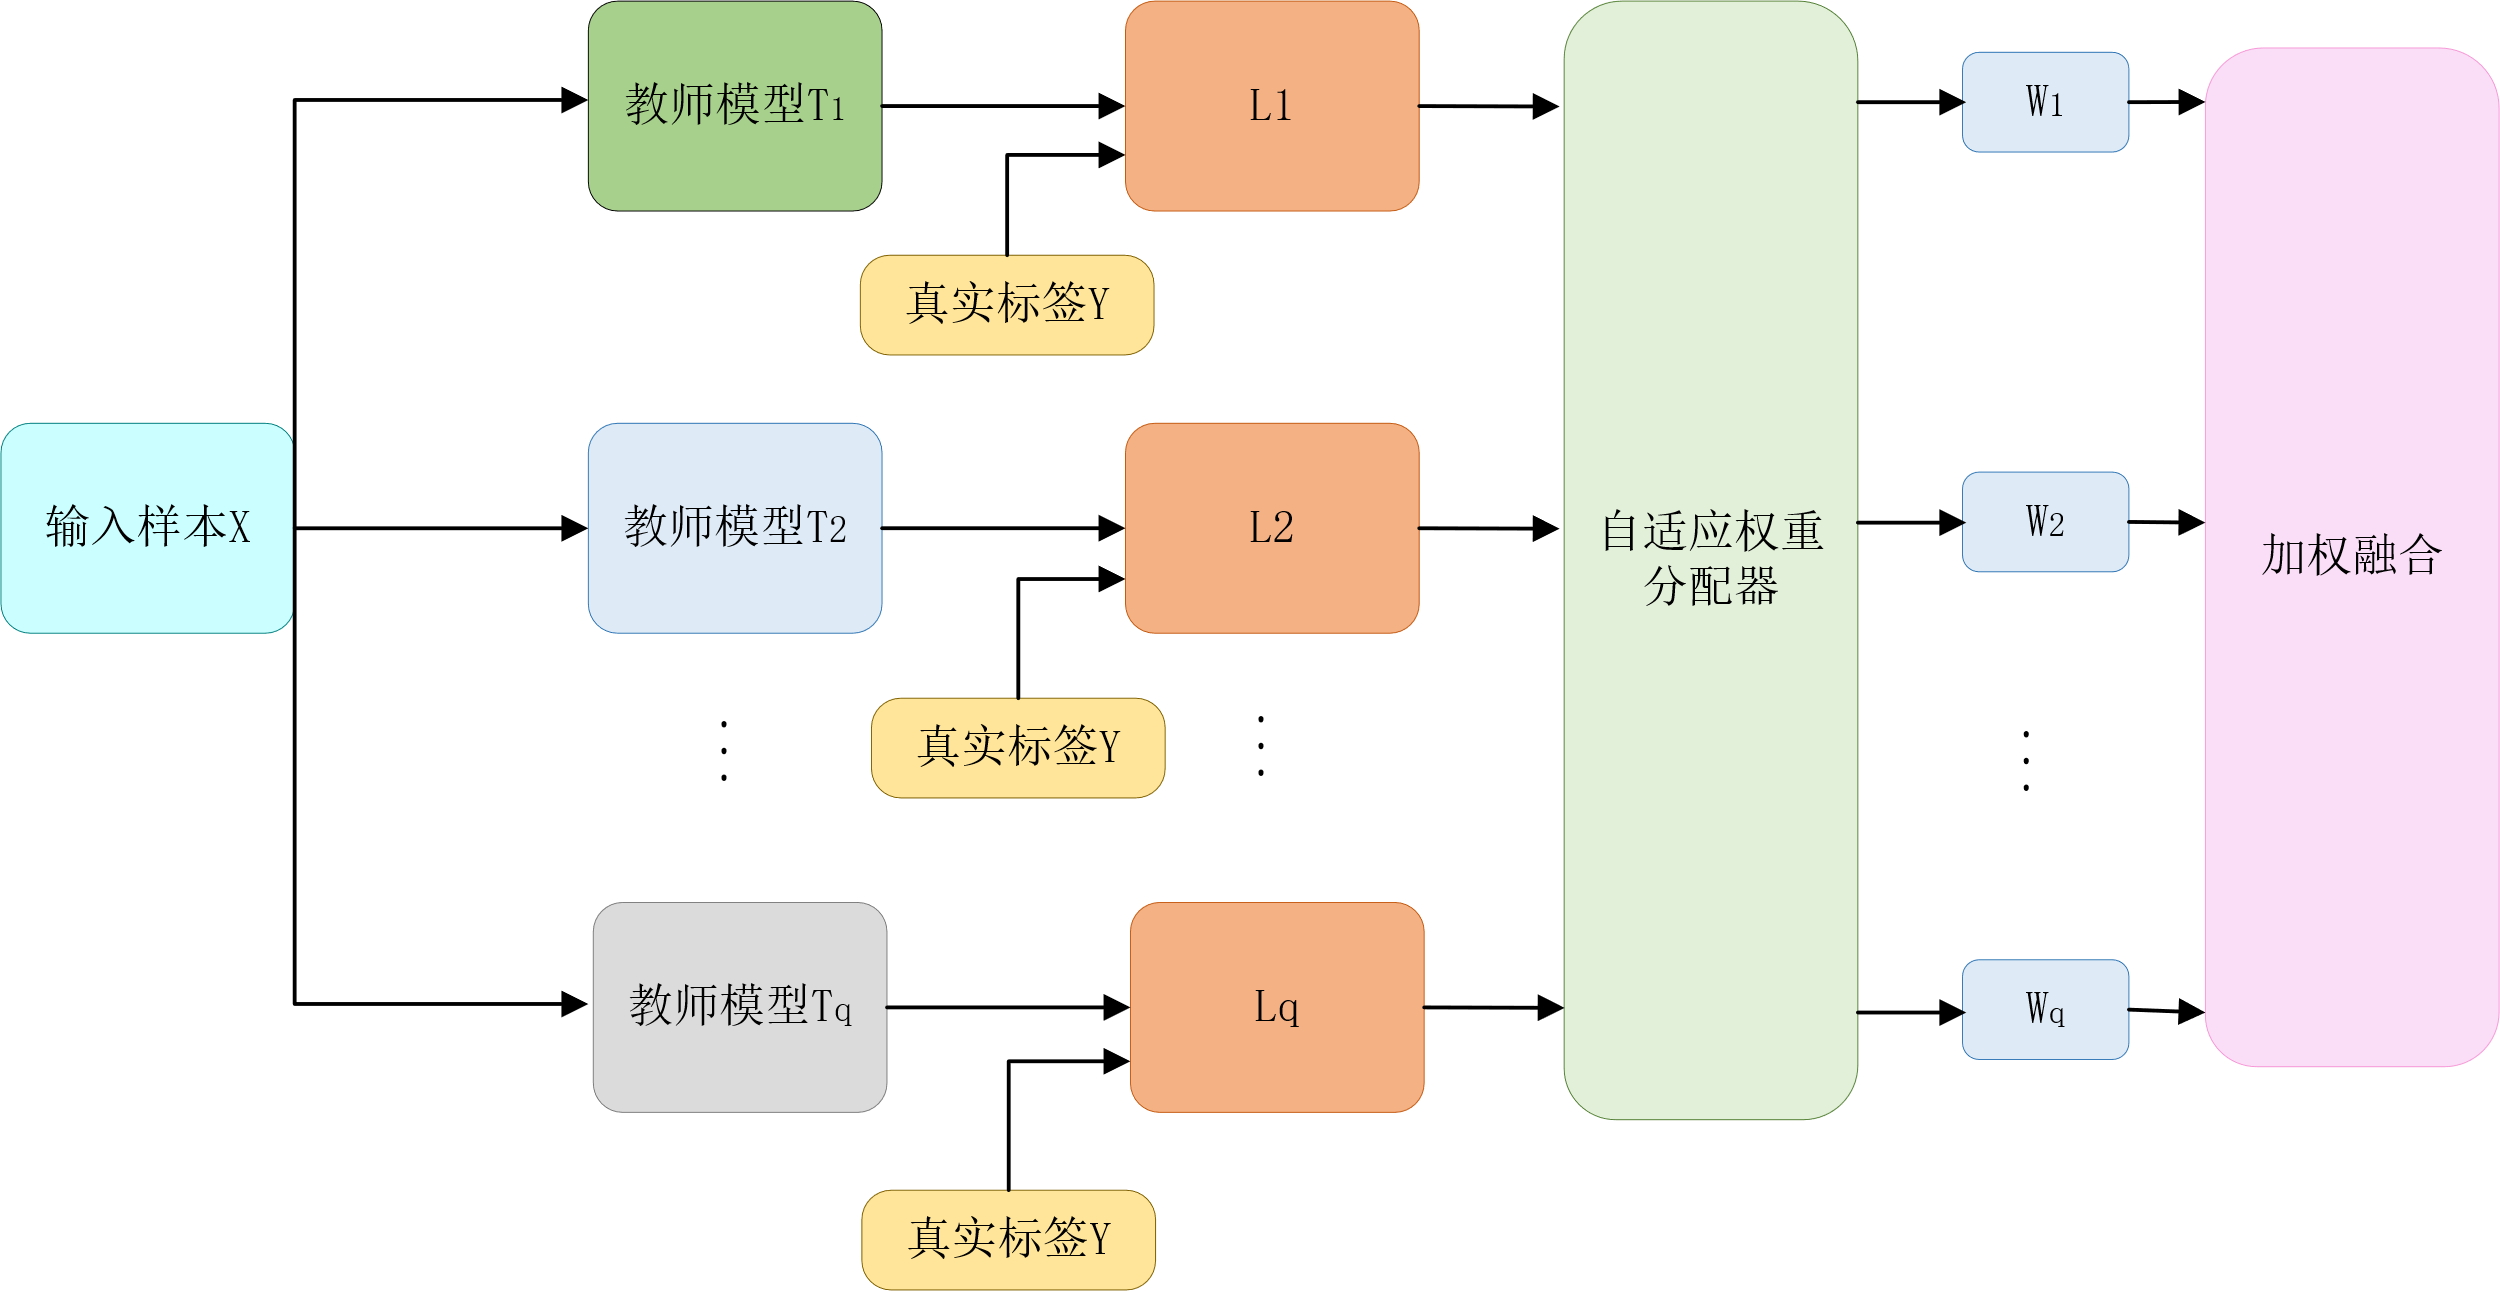 教师模型T1
L1
W1
真实标签Y
输入样本X
教师模型T2
L2
自适应权重
分配器
W2
加权融合
真实标签Y
教师模型Tq
Lq
Wq
真实标签Y